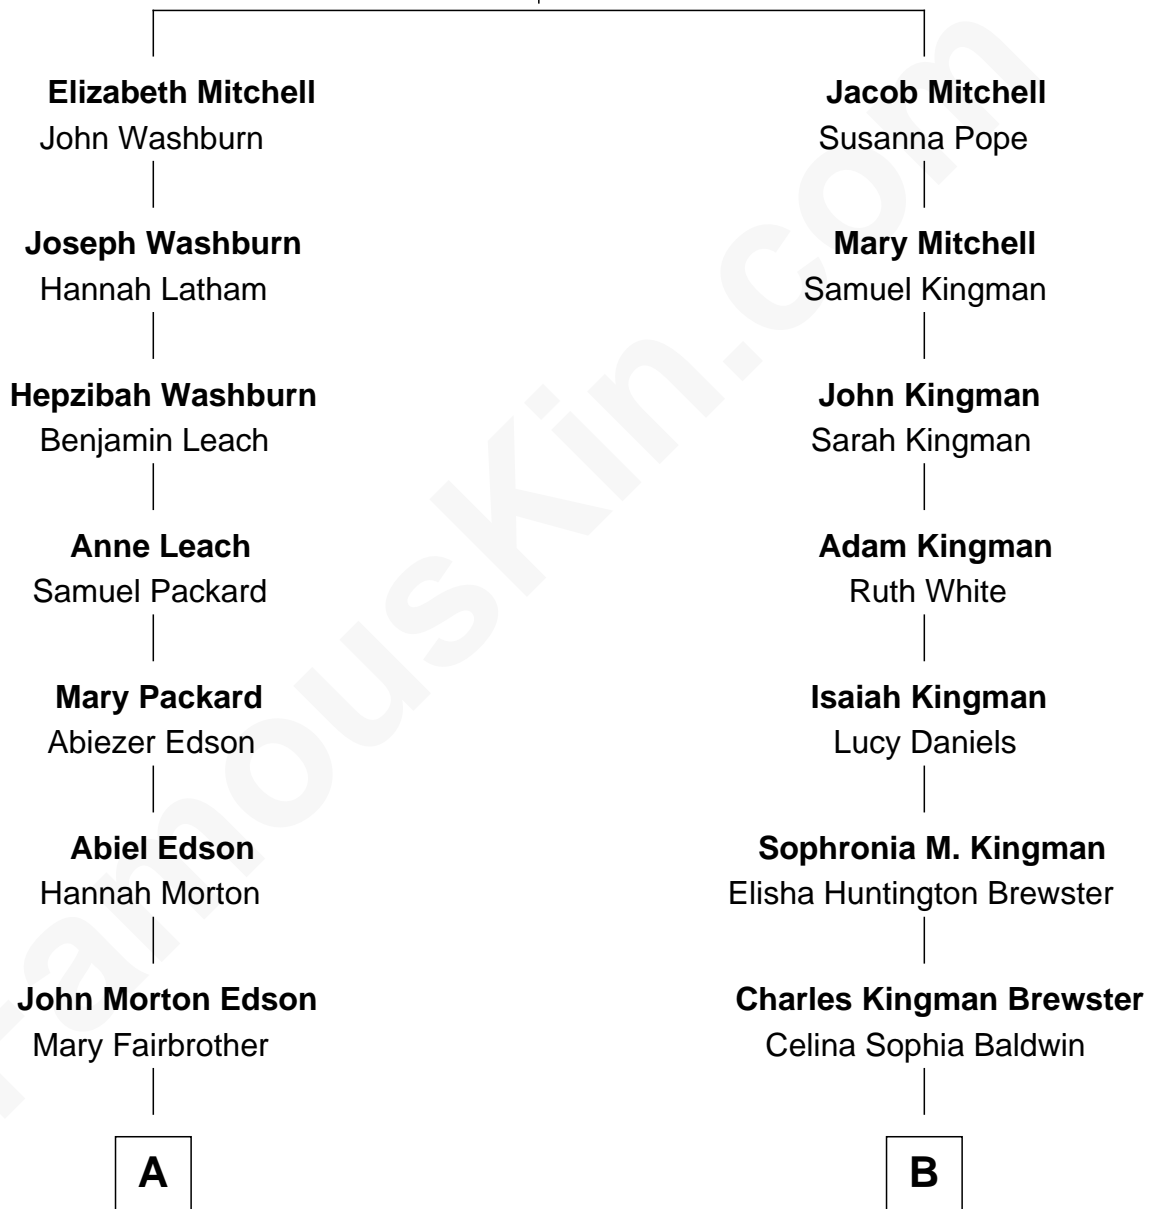 Elizabeth Mitchell
John Washburn
Joseph Washburn
Hannah Latham
Hepzibah Washburn
Benjamin Leach
Anne Leach
Samuel Packard
Mary Packard
Abiezer Edson
Abiel Edson
Hannah Morton
John Morton Edson
Mary Fairbrother
A
Jacob Mitchell
Susanna Pope
Mary Mitchell
Samuel Kingman
John Kingman
Sarah Kingman
Adam Kingman
Ruth White
Isaiah Kingman
Lucy Daniels
Sophronia M. Kingman
Elisha Huntington Brewster
Charles Kingman Brewster
Celina Sophia Baldwin
B
FamousKin.com